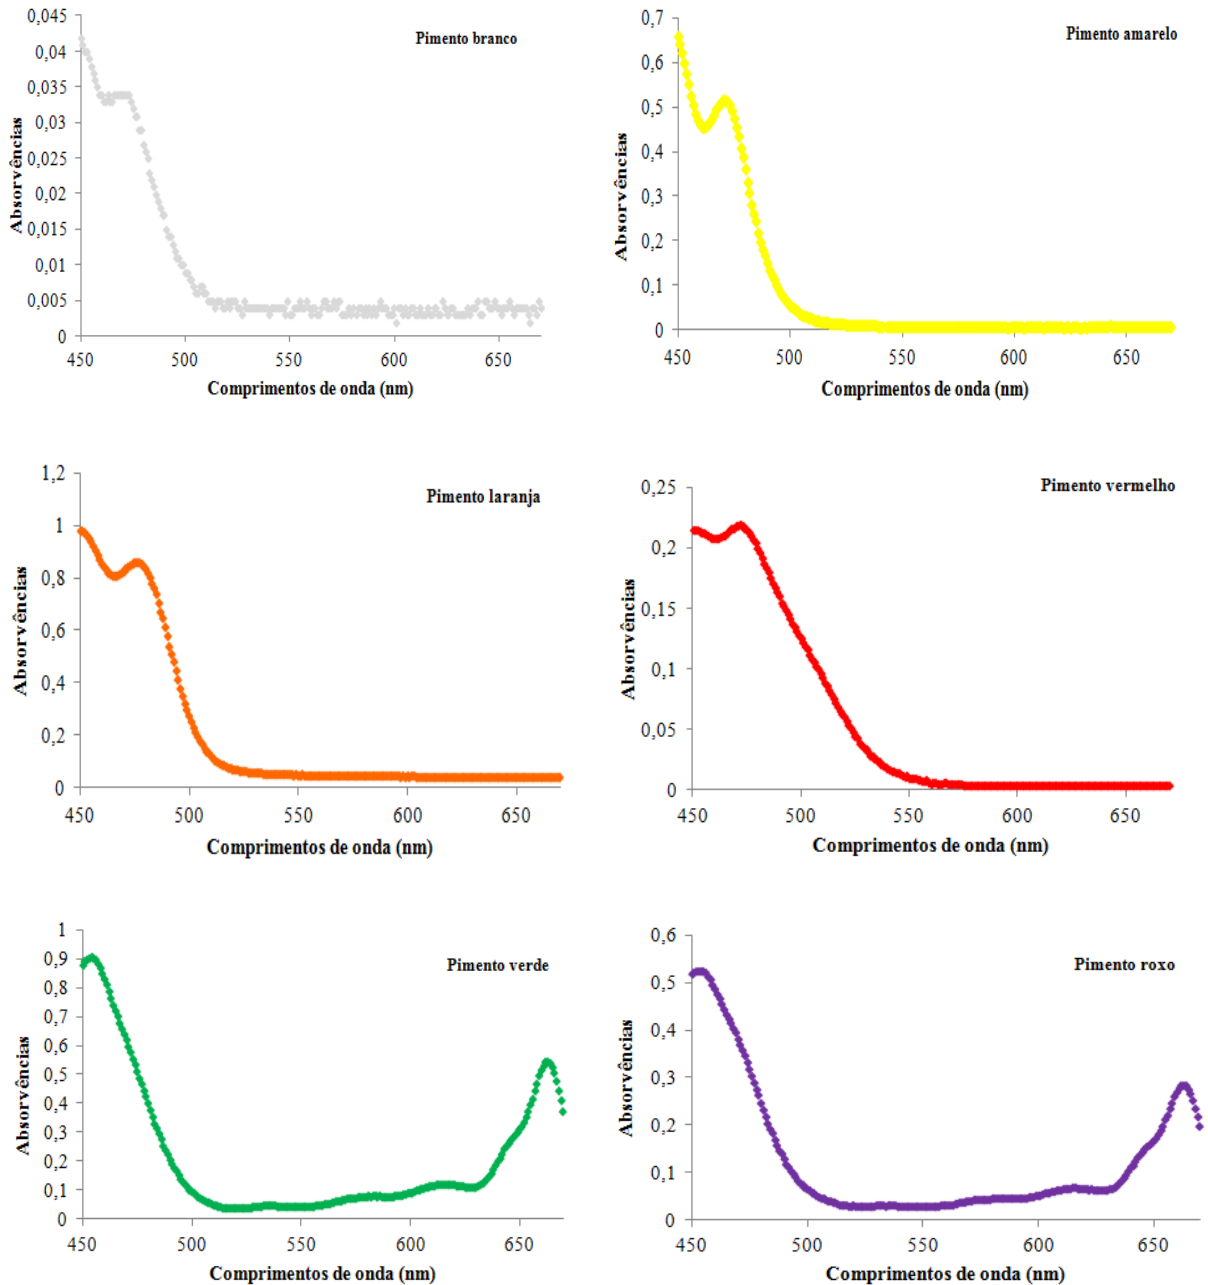 Pimento branco
Absorvências
0,045
0,04
0,035
0,03
0,025
0,02
0,015
0,01
0,005
0
450 500 550 600 650
Comprimentos de onda (nm)
Pimento amarelo
Absorvências
0,7
0,6
0,5
0,4
0,3
0,2
0,1
0
450 500 550 600 650
Comprimentos de onda (nm)
Pimento laranja
Absorvências
1,2
1
0,8
0,6
0,4
0,2
0
450 500 550 600 650
Comprimentos de onda (nm)
Pimento vermelho
Absorvências
0,25
0,2
0,15
0,1
0,05
0
450 500 550 600 650
Comprimentos de onda (nm)
Pimento verde
Absorvências
1
0,9
0,8
0,7
0,6
0,5
0,4
0,3
0,2
0,1
0
450 500 550 600 650
Comprimentos de onda (nm)
Pimento roxo
Absorvências
0,6
0,5
0,4
0,3
0,2
0,1
0
450 500 550 600 650
Comprimentos de onda (nm)